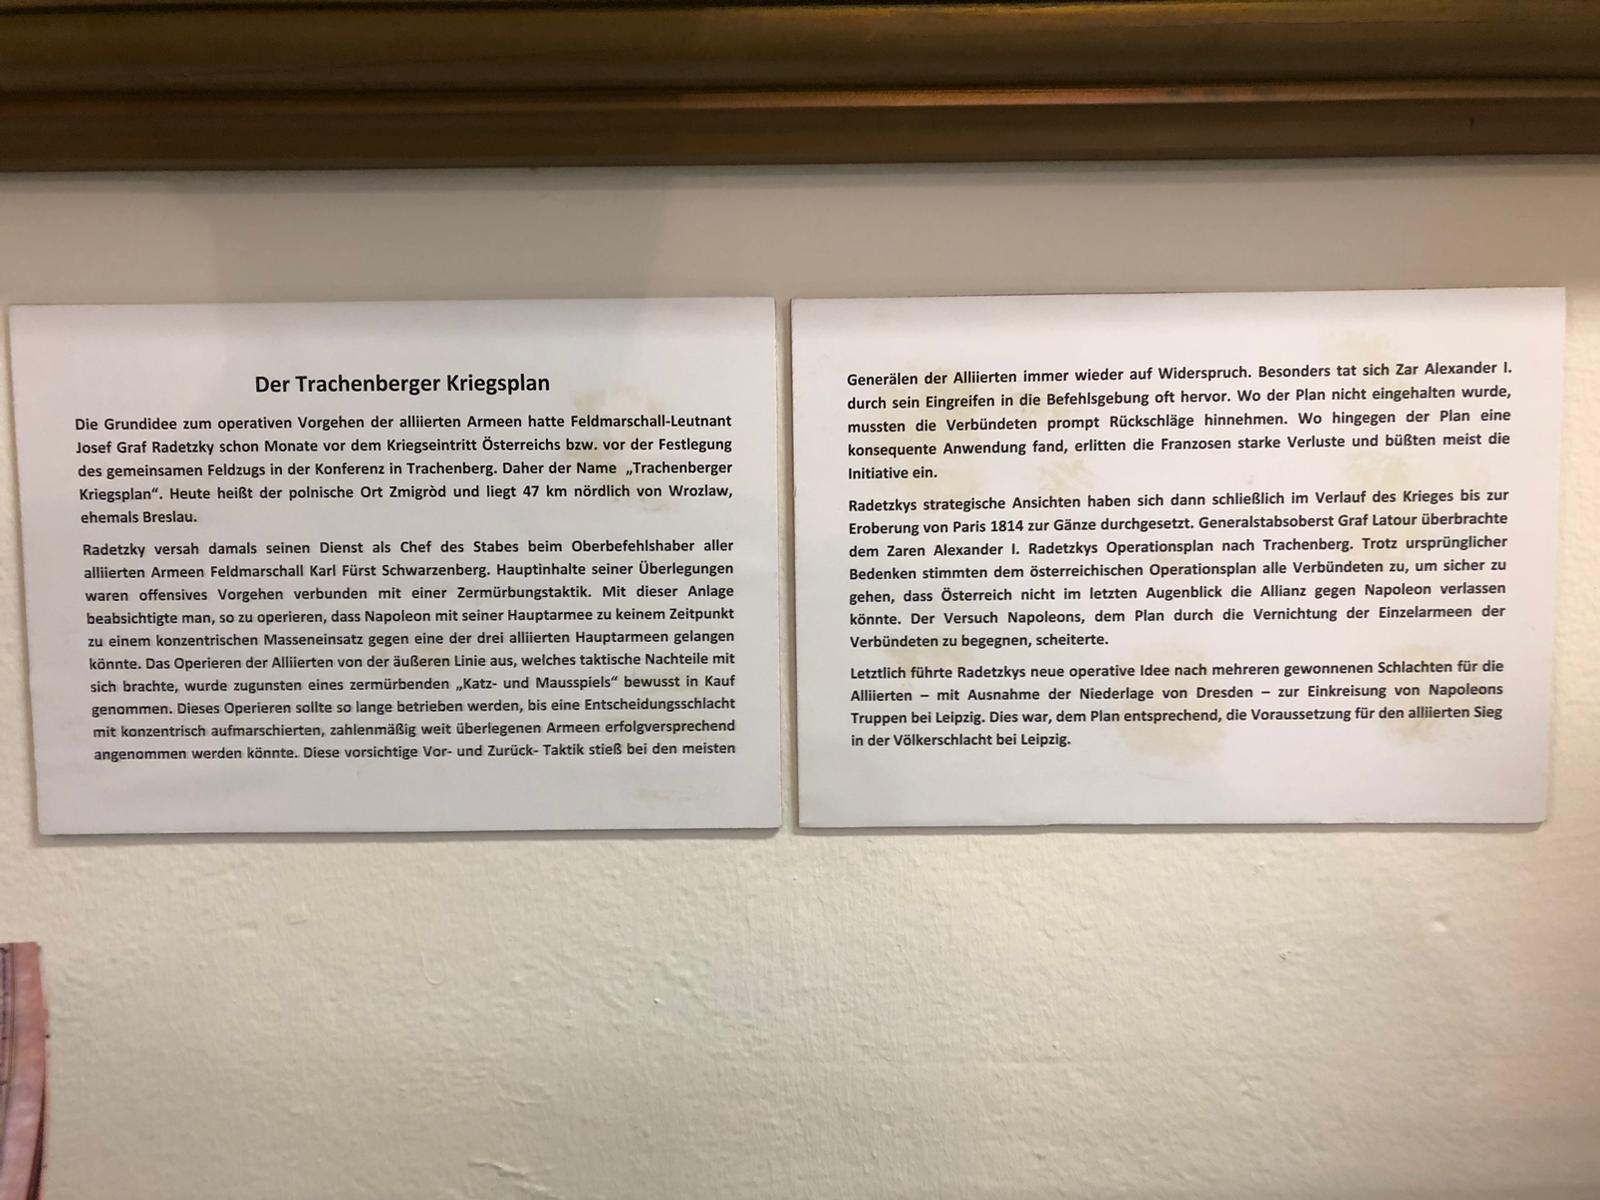 Der Trachenberger Kriegsplan
Die Grundidee zum operativen Vorgehen der alliierten Armeen hatte Feldmarschall-Leutnant
Josef Graf Radetzky schon Monate vor dem Kriegseintritt Österreichs bzw. vor der Festlegung
des gemeinsamen Feldzugs in der Konferenz in Trachenberg. Daher der Name „Trachenberger
Kriegsplan“. Heute heißt der polnische Ort Zmigròd und liegt 47 km nördlich von Wrozlaw,
ehemals Breslau.
Radetzky versah damals seinen Dienst als Chef des Stabes beim Oberbefehlshaber aller
alliierten Armeen Feldmarschall Karl Fürst Schwarzenberg. Hauptinhalte seiner Überlegungen
waren offensives Vorgehen verbunden mit einer Zermürbungstaktik. Mit dieser Anlage
beabsichtigte man, so zu operieren, dass Napoleon mit seiner Hauptarmee zu keinem Zeitpunkt
zu einem konzentrischen Masseneinsatz gegen eine der drei alliierten Hauptarmeen gelangen
könnte. Das Operieren der Alliierten von der äußeren Linie aus, welches taktische Nachteile mit
sich brachte, wurde zugunsten eines zermürbenden „Katz- und Mausspiels“ bewusst in Kauf
genommen. Dieses Operieren sollte so lange betrieben werden, bis eine Entscheidungsschlacht
mit konzentrisch aufmarschierten, zahlenmäßig weit überlegenen Armeen erfolgversprechend
angenommen werden könnte. Diese vorsichtige Vor- und Zurück- Taktik stieß bei den meisten
Generälen der Alliierten immer wieder auf Widerspruch. Besonders tat sich Zar Alexander I.
durch sein Eingreifen in die Befehlsgebung oft hervor. Wo der Plan nicht eingehalten wurde,
mussten die Verbündeten prompt Rückschläge hinnehmen. Wo hingegen der Plan eine
konsequente Anwendung fand, erlitten die Franzosen starke Verluste und büßten meist die
Initiative ein.
Radetzkys strategische Ansichten haben sich dann schließlich im Verlauf des Krieges bis zur
Eroberung von Paris 1814 zur Gänze durchgesetzt. Generalstabsoberst Graf Latour überbrachte
dem Zaren Alexander I. Radetzkys Operationsplan nach Trachenberg. Trotz ursprünglicher
Bedenken stimmten dem österreichischen Operationsplan alle Verbündeten zu, um sicher zu
gehen, dass Österreich nicht im letzten Augenblick die Allianz gegen Napoleon verlassen
könnte. Der Versuch Napoleons, dem Plan durch die Vernichtung der Einzelarmeen der
Verbündeten zu begegnen, scheiterte.
Letztlich führte Radetzkys neue operative Idee nach mehreren gewonnenen Schlachten für die
Alliierten – mit Ausnahme der Niederlage von Dresden – zur Einkreisung von Napoleons
Truppen bei Leipzig. Dies war, dem Plan entsprechend, die Voraussetzung für den alliierten Sieg
in der Völkerschlacht bei Leipzig.